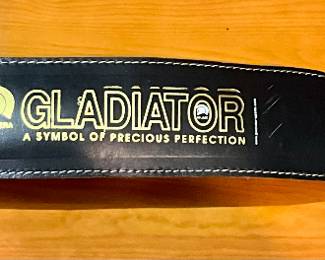 GLADIATOR
A SYMBOL OF PRECIOUS PERFECTION